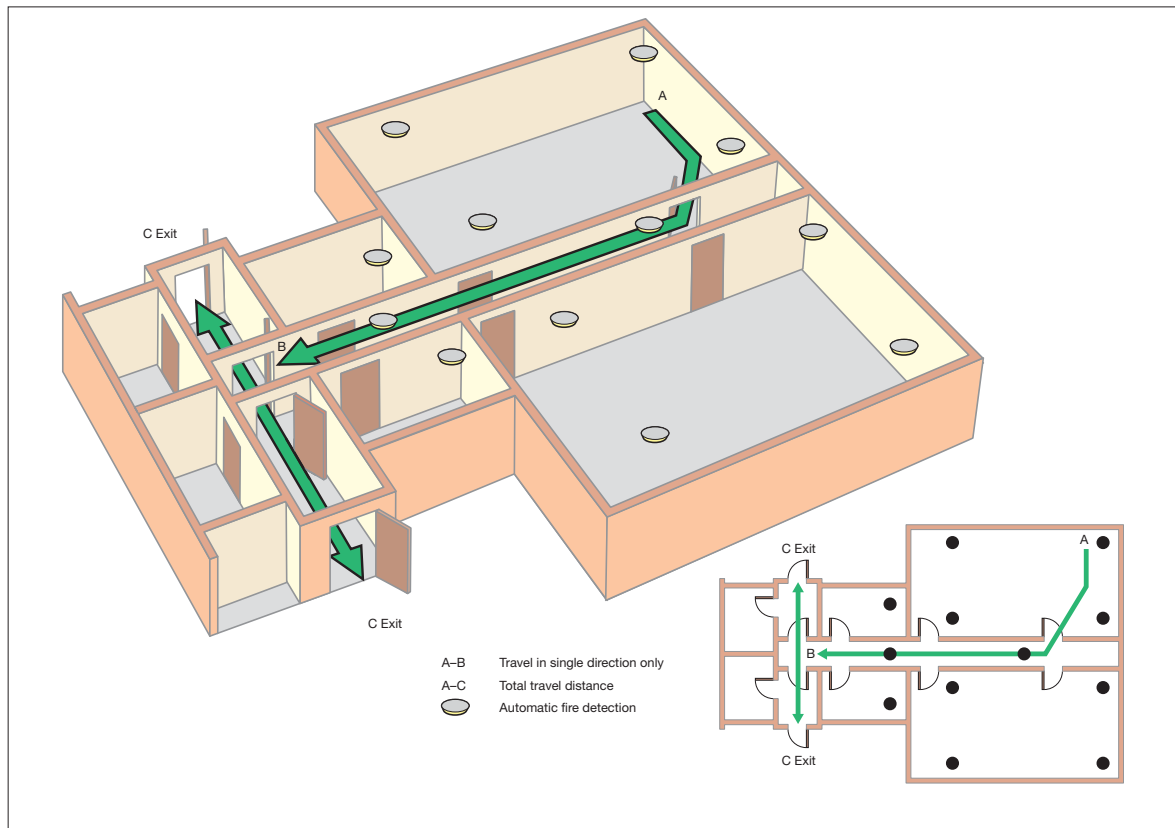 A
C Exit
B
C Exit
A–B Travel in single direction only
A–C Total travel distance
Automatic fire detection
C Exit
A
B
C Exit